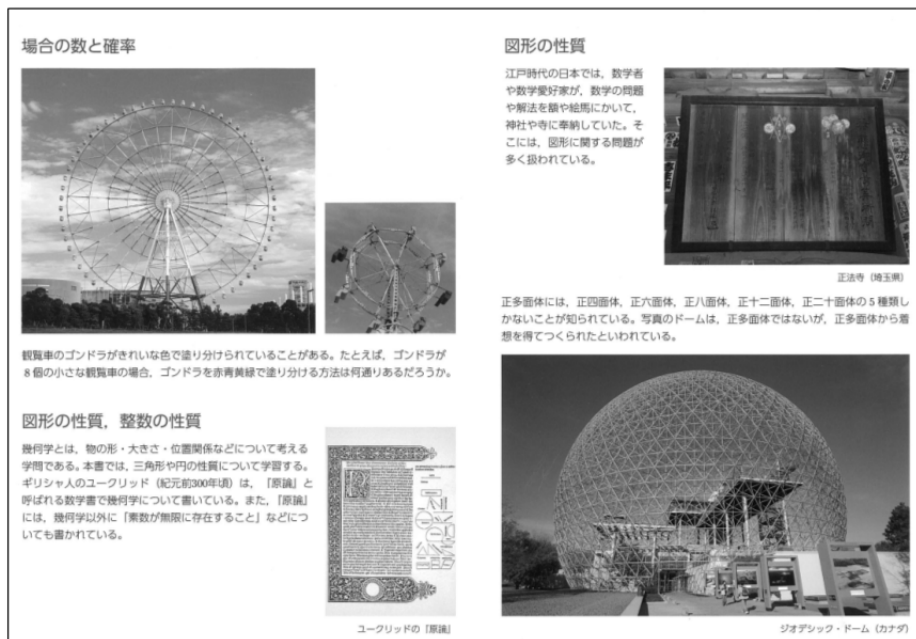 場合の数と確率
観覧車のゴンドラがきれいな色で塗り分けられていることがある。たとえば,ゴンドラが
8個の小さな観覧車の場合,ゴンドラを赤青黄緑で塗り分ける方法は何通りあるだろうか。
図形の性質,整数の性質
幾何学とは,物の形・大きさ・位置関係などについて考える
学問である。本書では,三角形や円の性質について学習する。
ギリシャ人のユークリッド(紀元前300年頃)は,『原論』と
呼ばれる数学書で幾何学について書いている。また,『原論』
には,幾何学以外に「素数が無限に存在すること」などにつ
いても書かれている。
ユークリッドの『原論』
図形の性質
江戸時代の日本では,数学者
や数学愛好家が,数学の問題
や解法を額や絵馬にかいて,
神社や寺に奉納していた。そ
こには,図形に関する問題が
多く扱われている。
正法寺(埼玉県)
正多面体には,正四面体,正六面体,正八面体,正十二面体,正二十面体の5種類し
かないことが知られている。写真のドームは,正多面体ではないが,正多面体から着
想を得てつくられたといわれている。
ジオデシック・ドーム(カナダ)